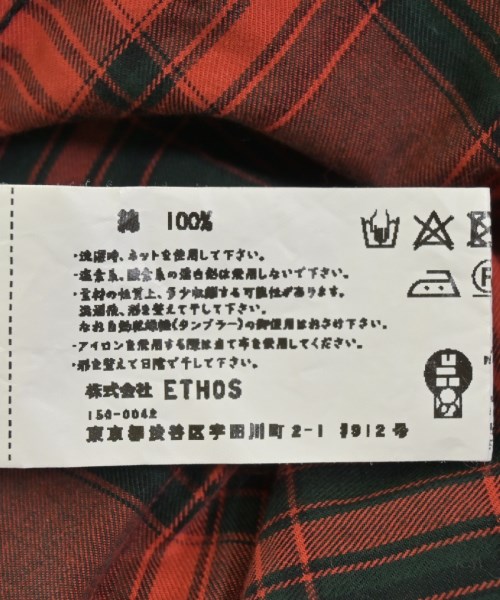 綿 100%
・洗濯時、ネットを使用して下さい。
・塩素系、酸素系の漂白剤は使用しないで下さい。
・素材の性質上、多少収縮する可能性があります。
洗濯後、形を整えて干して下さい。
なお自動乾燥機(タンブラー)の御使用はおさけ下さい。
・アイロンを使用する際は当て布を使用してください。
・形を整えて日陰で干して下さい。
株式会社 ETHOS
150-0042
東京都渋谷区宇田川町2-1 912号
P